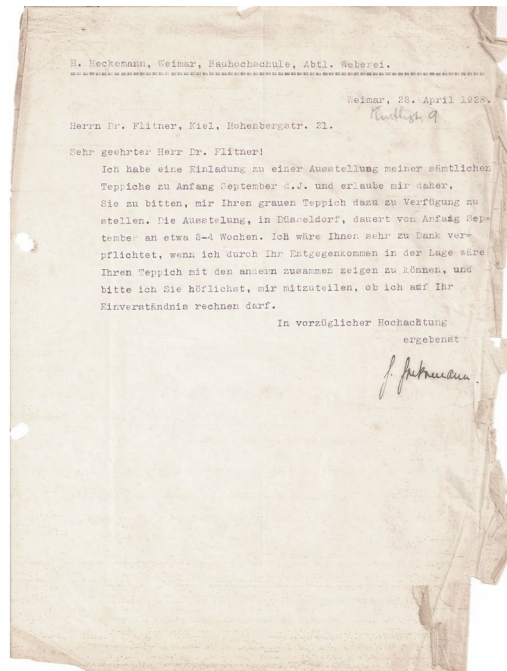 H. Heckemann, Weimar, Bauhochschule, Abtl. Weberei.
Weimar, 23. April 1928.
Herrn Dr. Flitner, Kiel, Hohenbergstr. 21.
Sehr geehrter Herr Dr. Flitner!
Ich habe eine Einladung zu einer Ausstellung meiner sämtlichen
Teppiche zu Anfang September d.J. und erlaube mir daher,
Sie zu bitten, mir Ihren grauen Teppich dazu zu Verfügung zu
stellen. Die Ausstelung, in Düsseldorf, dauert von Anfang Sep-
tember an etwa 3-4 Wochen. Ich wäre Ihnen sehr zu Dank ver-
pflichtet, wenn ich durch Ihr Entgegenkommen in der Lage wäre
Ihren Teppich mit den andern zusammen zeigen zu können, und
bitte ich Sie höflichst, mir mitzuteilen, ob ich auf Ihr
Einverständnis rechnen darf.
In vorzüglicher Hochachtung
ergebenst
H. Heckemann.